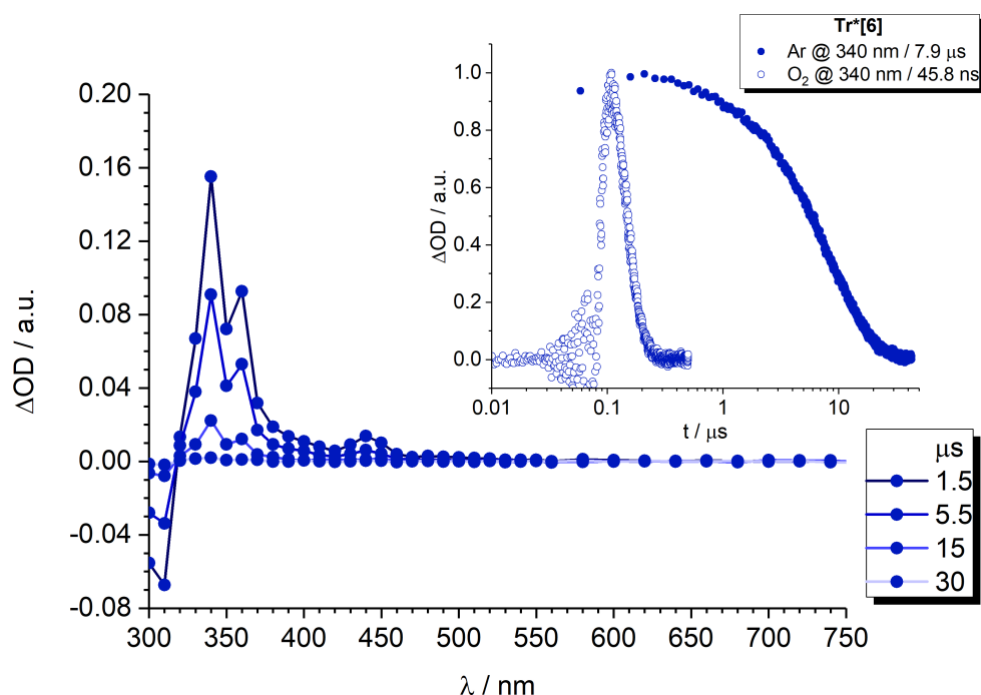 Tr*[6]
Ar @ 340 nm / 7.9 μs
O₂ @ 340 nm / 45.8 ns
ΔOD / a.u.
1.0
0.8
0.6
0.4
0.2
0.0
0.01 0.1 1 10
t / μs
ΔOD / a.u.
0.20
0.16
0.12
0.08
0.04
0.00
-0.04
-0.08
300 350 400 450 500 550 600 650 700 750
λ / nm
μs
1.5
5.5
15
30